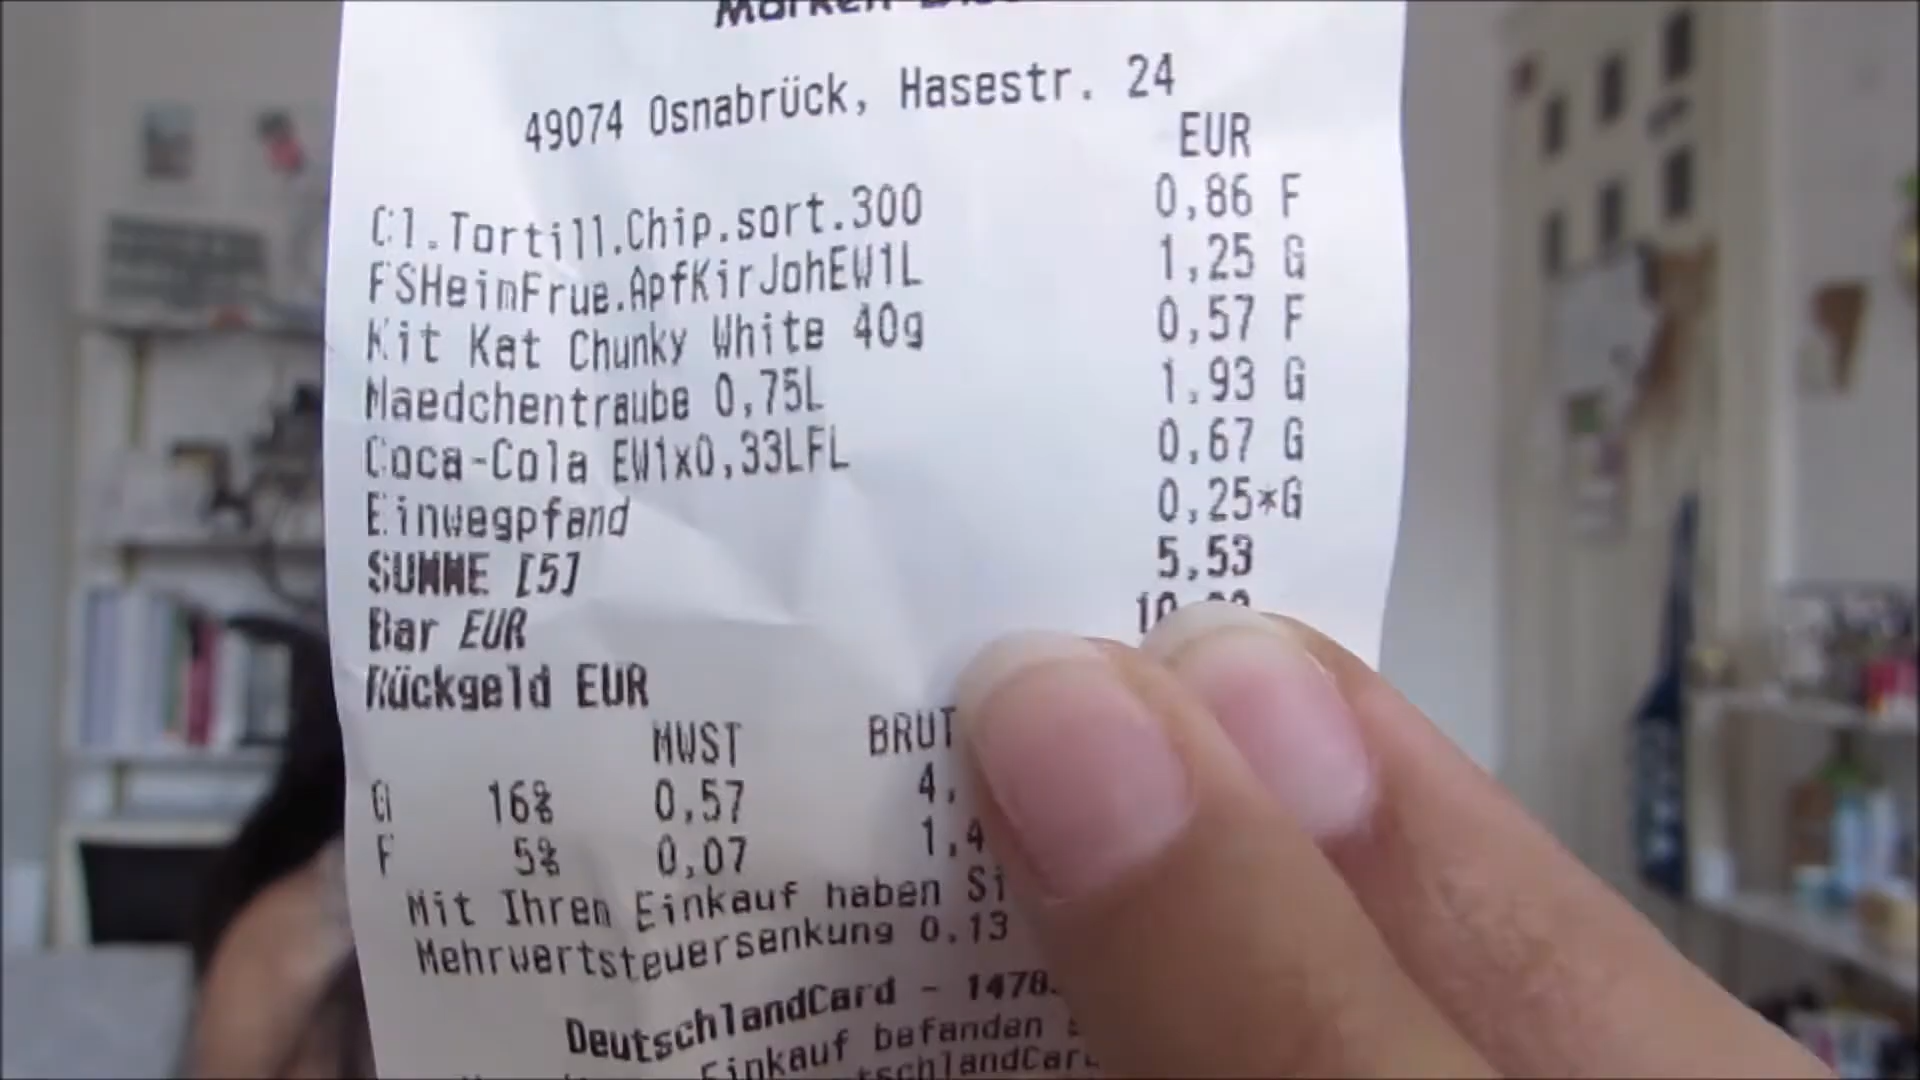 49074 Osnabrück, Hasestr. 24
EUR
Cl.Tortill.Chip.sort.300 0,86 F
FSHeimFrue.ApfKirJohEW1L 1,25 G
Kit Kat Chunky White 40g 0,57 F
Maedchentraube 0,75L 1,93 G
Coca-Cola EW1x0,33LFL 0,67 G
Einwegpfand 0,25*G
SUMME [5] 5,53
Bar EUR
Rückgeld EUR
MWST
G 16% 0,57
F 5% 0,07
Mit Ihren Einkauf haben
Mehrwertsteuersenkung 0.13
DeutschlandCard - 1478.
Einkauf befanden